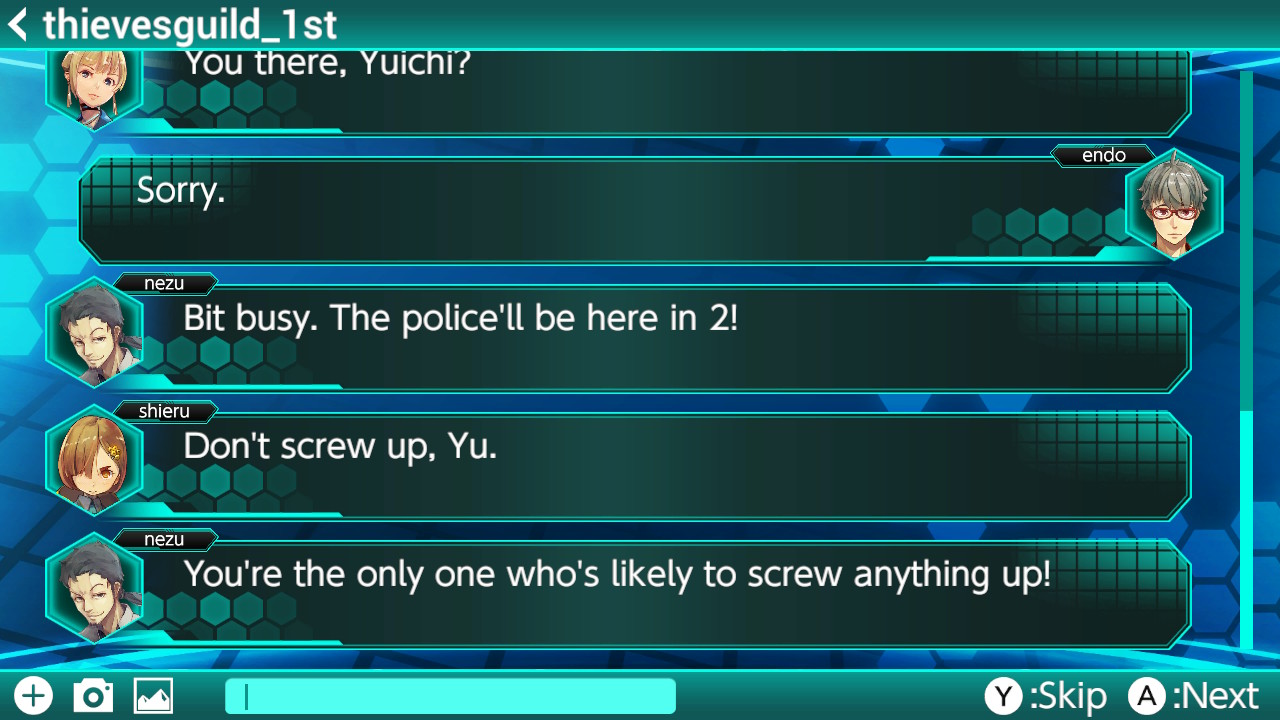 thievesguild_1st
You there, Yuichi?
endo
Sorry.
nezu
Bit busy. The police'll be here in 2!
shieru
Don't screw up, Yu.
nezu
You're the only one who's likely to screw anything up!
Y :Skip A :Next